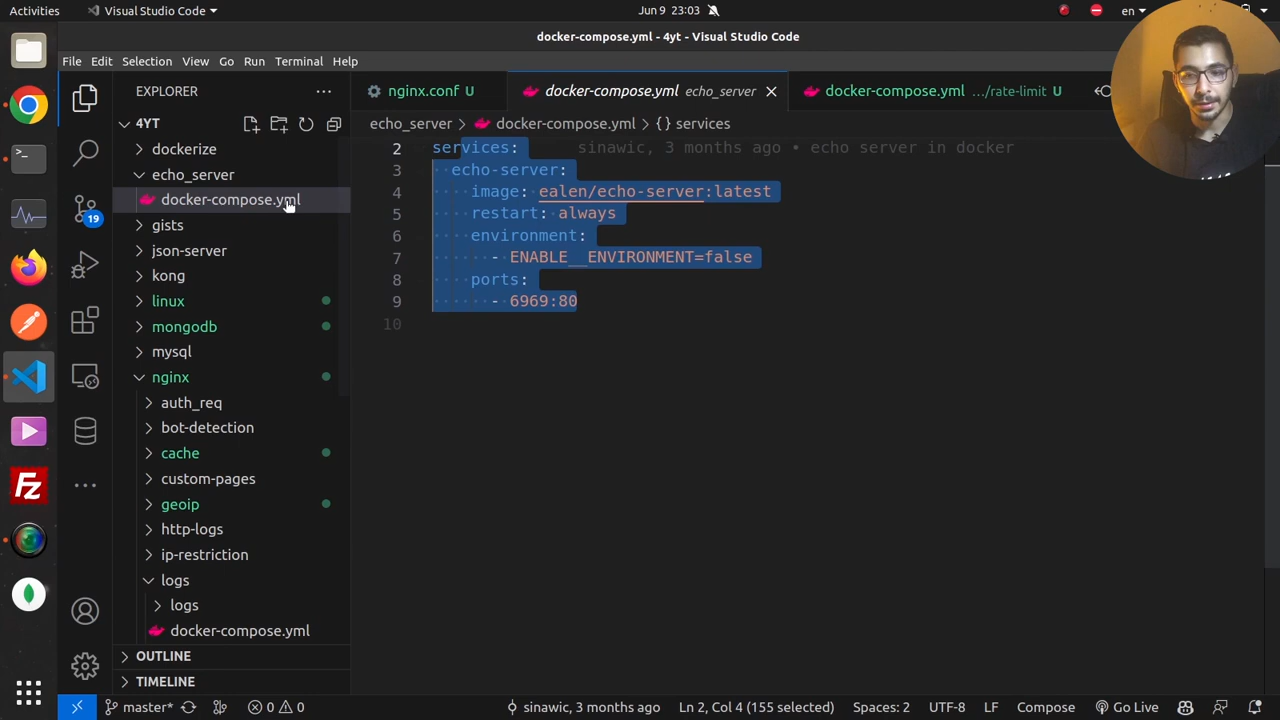 Activities
Visual Studio Code
Jun 9 23:03
en
docker-compose.yml - 4yt - Visual Studio Code
File Edit Selection View Go Run Terminal Help
EXPLORER
nginx.conf U
docker-compose.yml echo_server
docker-compose.yml .../rate-limit U
4YT
echo_server > docker-compose.yml > {} services
dockerize
echo_server
docker-compose.yml
gists
json-server
kong
linux
mongodb
mysql
nginx
auth_req
bot-detection
cache
custom-pages
geoip
http-logs
ip-restriction
logs
logs
docker-compose.yml
OUTLINE
TIMELINE
19
2 services: sinawic, 3 months ago • echo server in docker
3 echo-server:
4 image: ealen/echo-server:latest
5 restart: always
6 environment:
7 - ENABLE__ENVIRONMENT=false
8 ports:
9 - 6969:80
10
master* 0 0 sinawic, 3 months ago Ln 2, Col 4 (155 selected) Spaces: 2 UTF-8 LF Compose Go Live